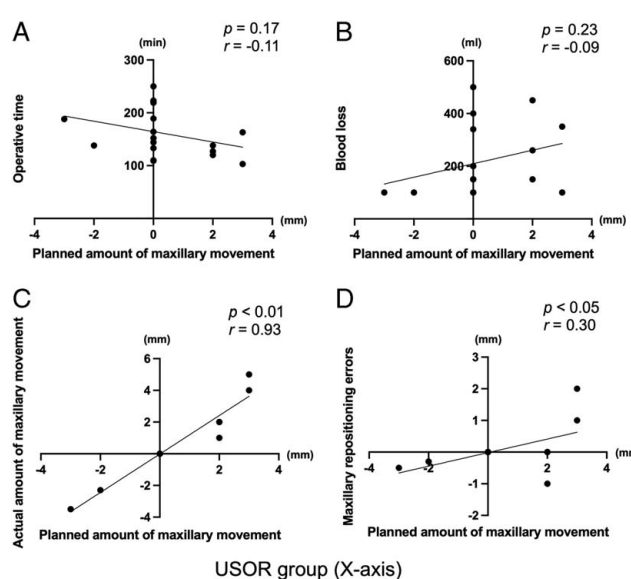 A
p = 0.17
r = -0.11
(min)
300
200
100
Operative time
-4
-2
0
2
4
(mm)
Planned amount of maxillary movement
B
p = 0.23
r = -0.09
(ml)
600
400
200
Blood loss
-4
-2
0
2
4
(mm)
Planned amount of maxillary movement
C
p < 0.01
r = 0.93
(mm)
6
4
2
-4
-2
0
2
4
(mm)
-2
-4
Actual amount of maxillary movement
Planned amount of maxillary movement
D
p < 0.05
r = 0.30
(mm)
3
2
1
-4
-2
0
2
4
-1
-2
Maxillary repositioning errors
Planned amount of maxillary movement
USOR group (X-axis)